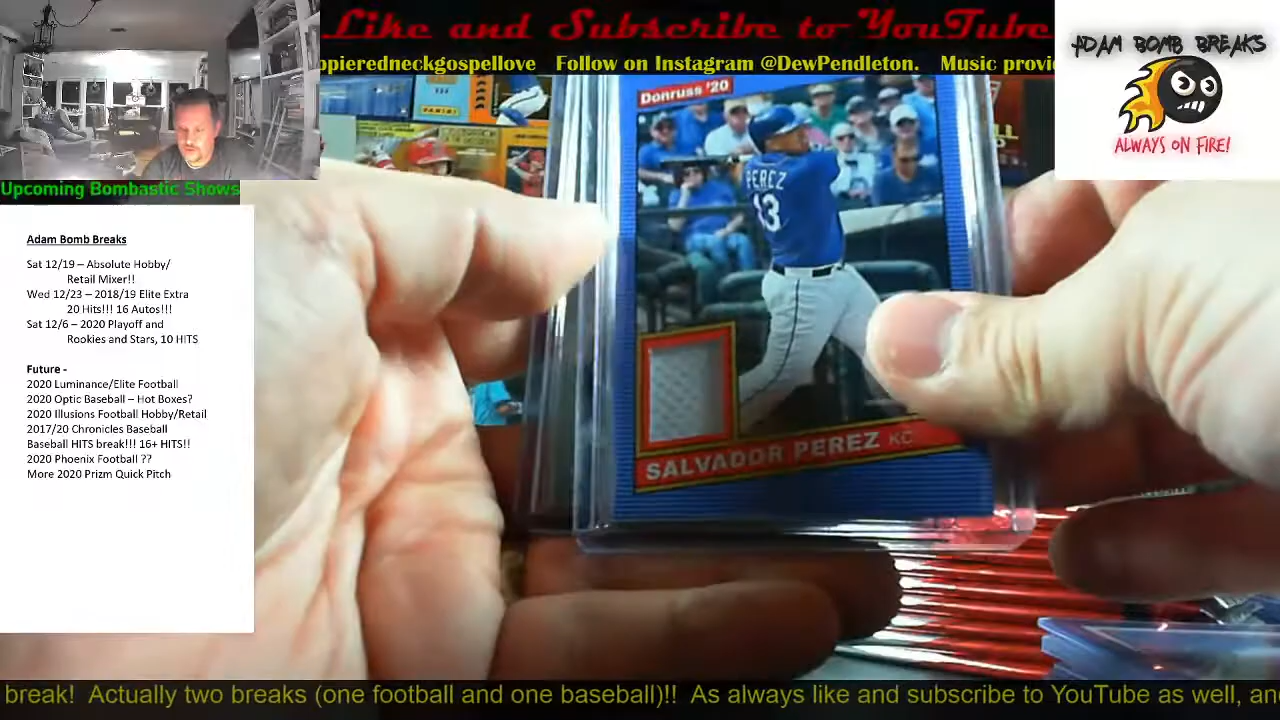 Like and Subscribe to YouTube
ppieredneckgospellove Follow on Instagram @DewPendleton. Music provi
ADAM BOMB BREAKS
ALWAYS ON FIRE!
Upcoming Bombastic Shows
Adam Bomb Breaks
Sat 12/19 – Absolute Hobby/
Retail Mixer!!
Wed 12/23 – 2018/19 Elite Extra
20 Hits!!! 16 Autos!!!
Sat 12/6 – 2020 Playoff and
Rookies and Stars, 10 HITS
Future -
2020 Luminance/Elite Football
2020 Optic Baseball – Hot Boxes?
2020 Illusions Football Hobby/Retail
2017/20 Chronicles Baseball
Baseball HITS break!!! 16+ HITS!!
2020 Phoenix Football ??
More 2020 Prizm Quick Pitch
PANINI
Donruss '20
PEREZ
13
SALVADOR PEREZ KC
break! Actually two breaks (one football and one baseball)!! As always like and subscribe to YouTube as well, an